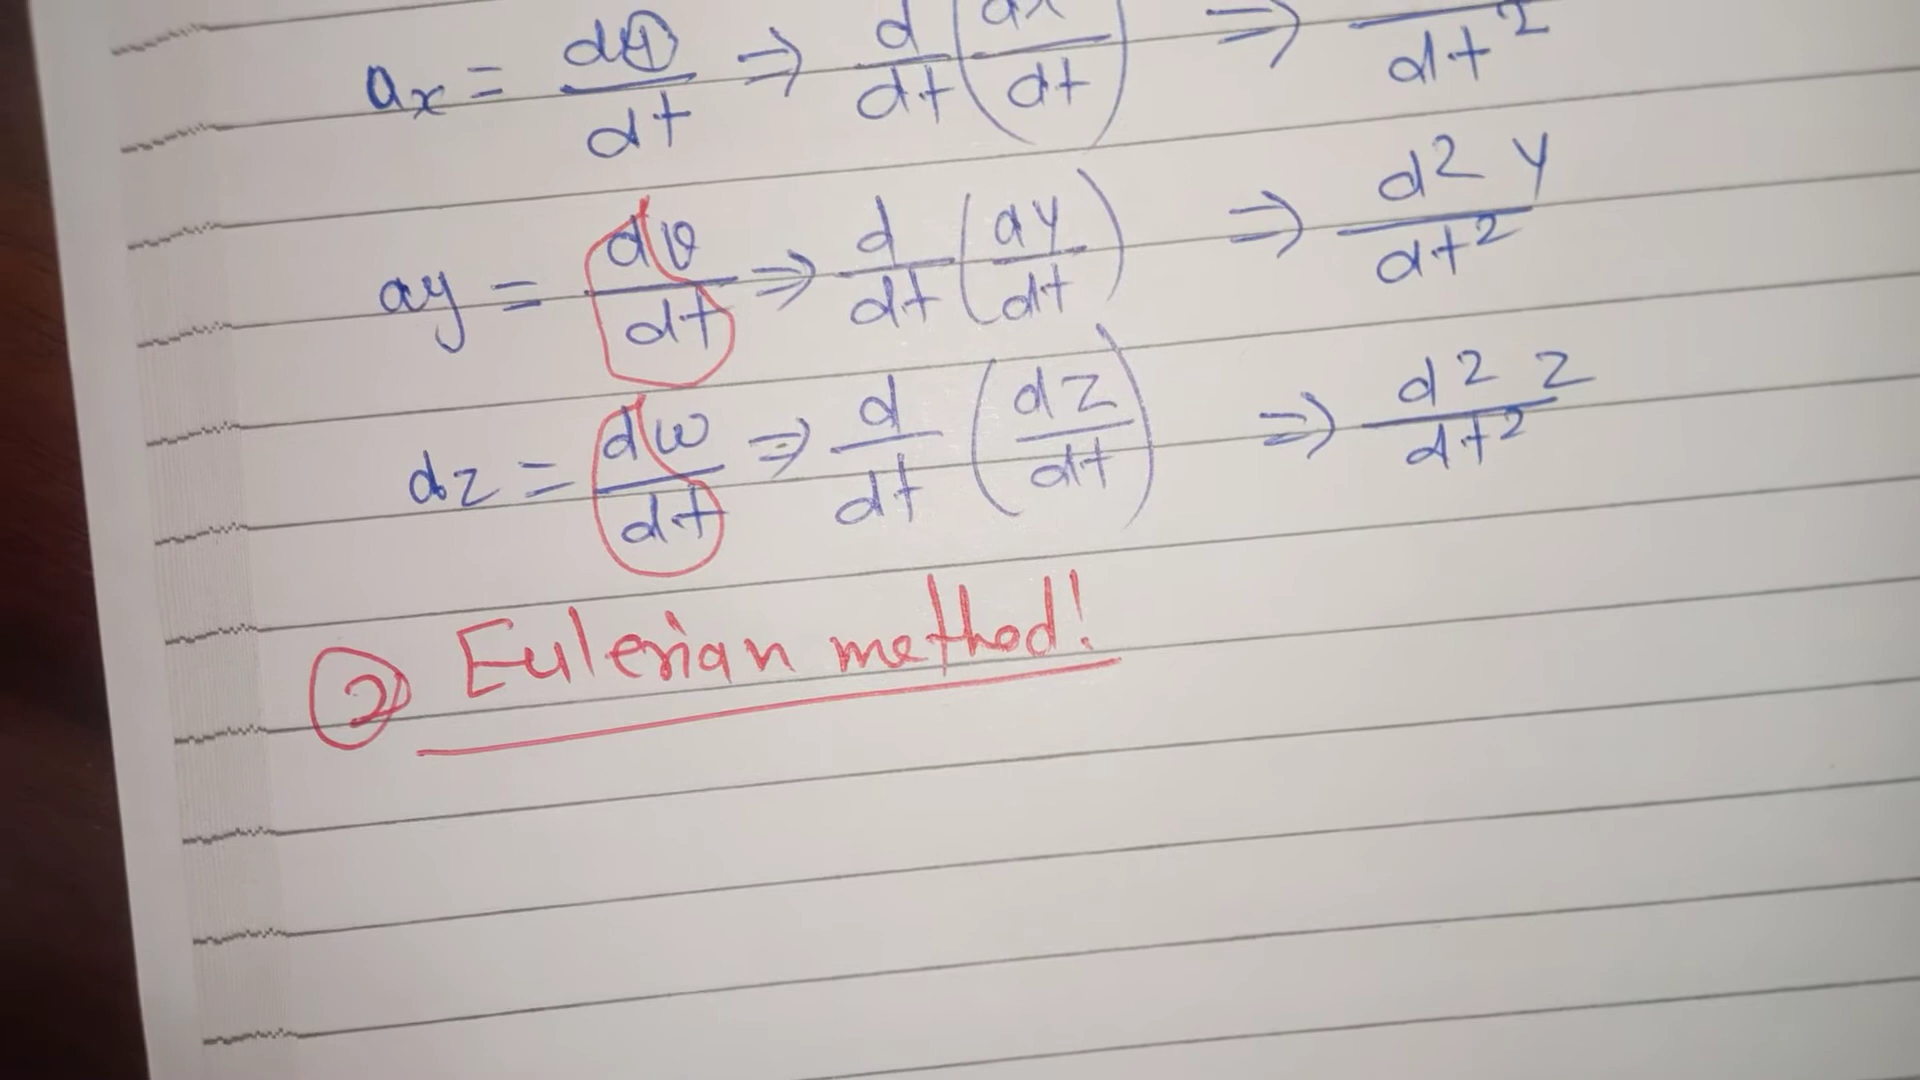 ax = du/dt ⇒ d/dt (dx/dt) ⇒ /dt²
ay = dv/dt ⇒ d/dt (dy/dt) ⇒ d²y/dt²
dz = dw/dt ⇒ d/dt (dz/dt) ⇒ d²z/dt²
② Eulerian method!